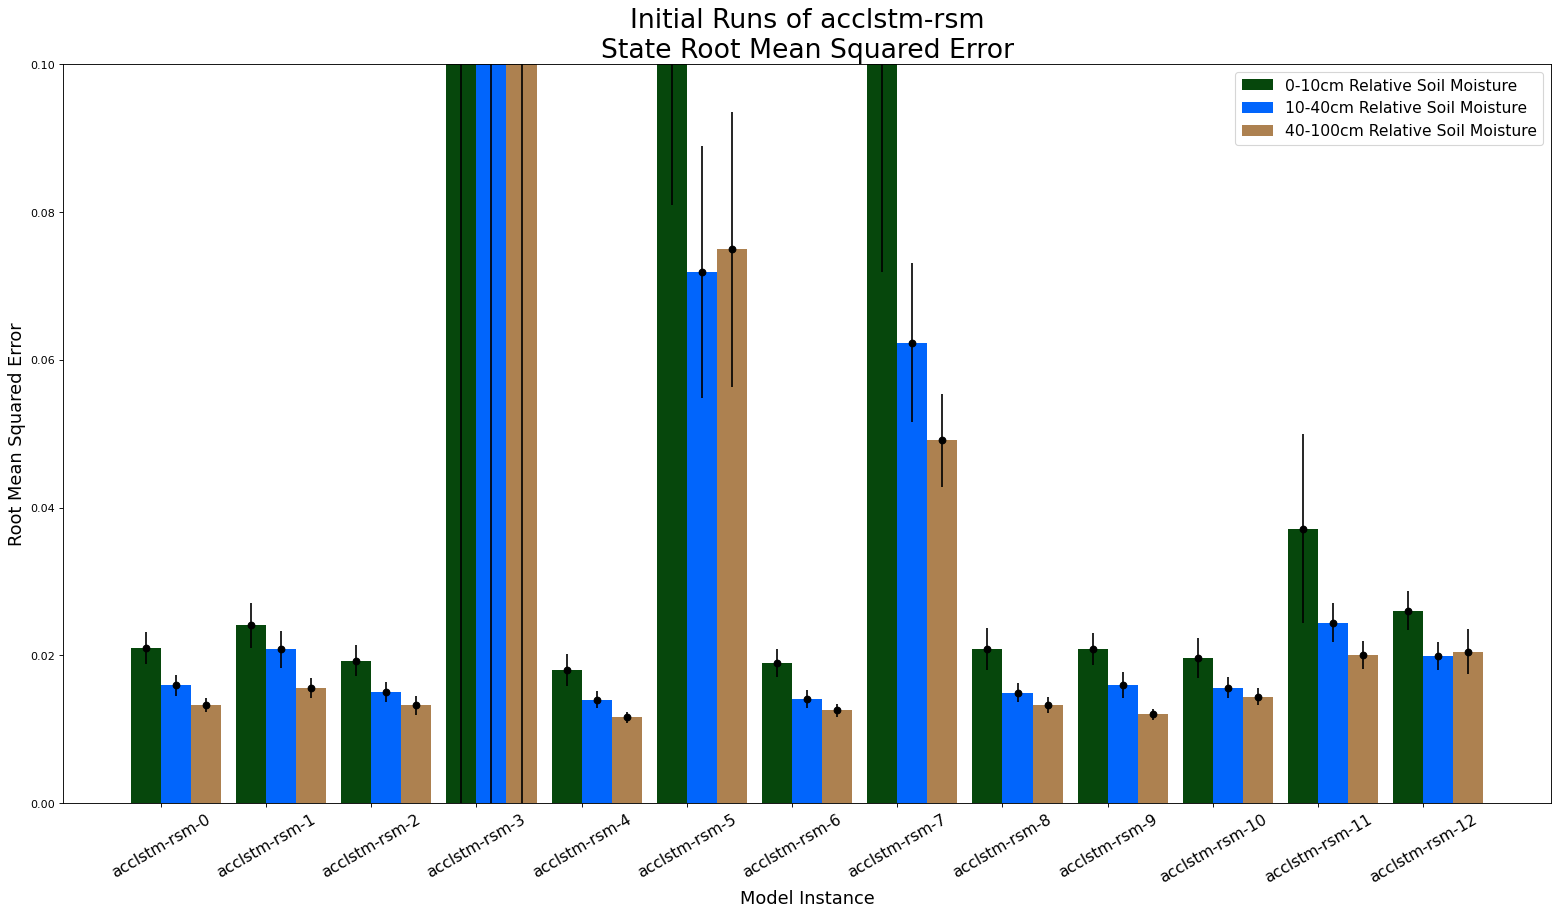 Initial Runs of acclstm-rsm
State Root Mean Squared Error
0-10cm Relative Soil Moisture
10-40cm Relative Soil Moisture
40-100cm Relative Soil Moisture
Root Mean Squared Error
0.10
0.08
0.06
0.04
0.02
0.00
acclstm-rsm-0
acclstm-rsm-1
acclstm-rsm-2
acclstm-rsm-3
acclstm-rsm-4
acclstm-rsm-5
acclstm-rsm-6
acclstm-rsm-7
acclstm-rsm-8
acclstm-rsm-9
acclstm-rsm-10
acclstm-rsm-11
acclstm-rsm-12
Model Instance